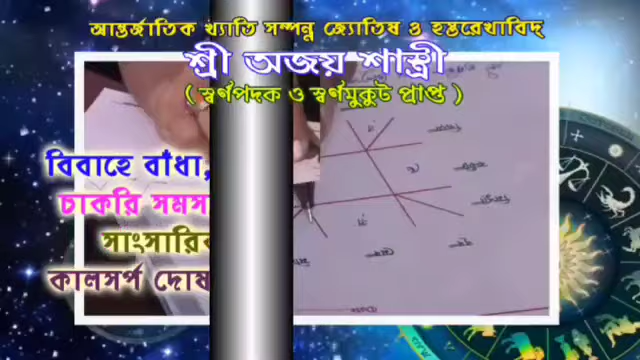 আন্তর্জাতিক খ্যাতি সম্পন্ন জ্যোতিষ ও হস্তরেখাবিদ্
শ্রী অজয় শাস্ত্রী
( স্বর্ণপদক ও স্বর্ণমুকুট প্রাপ্ত )
বিবাহে বাঁধা,
চাকরি সমস
সাংসারিক
কালসর্প দোষ